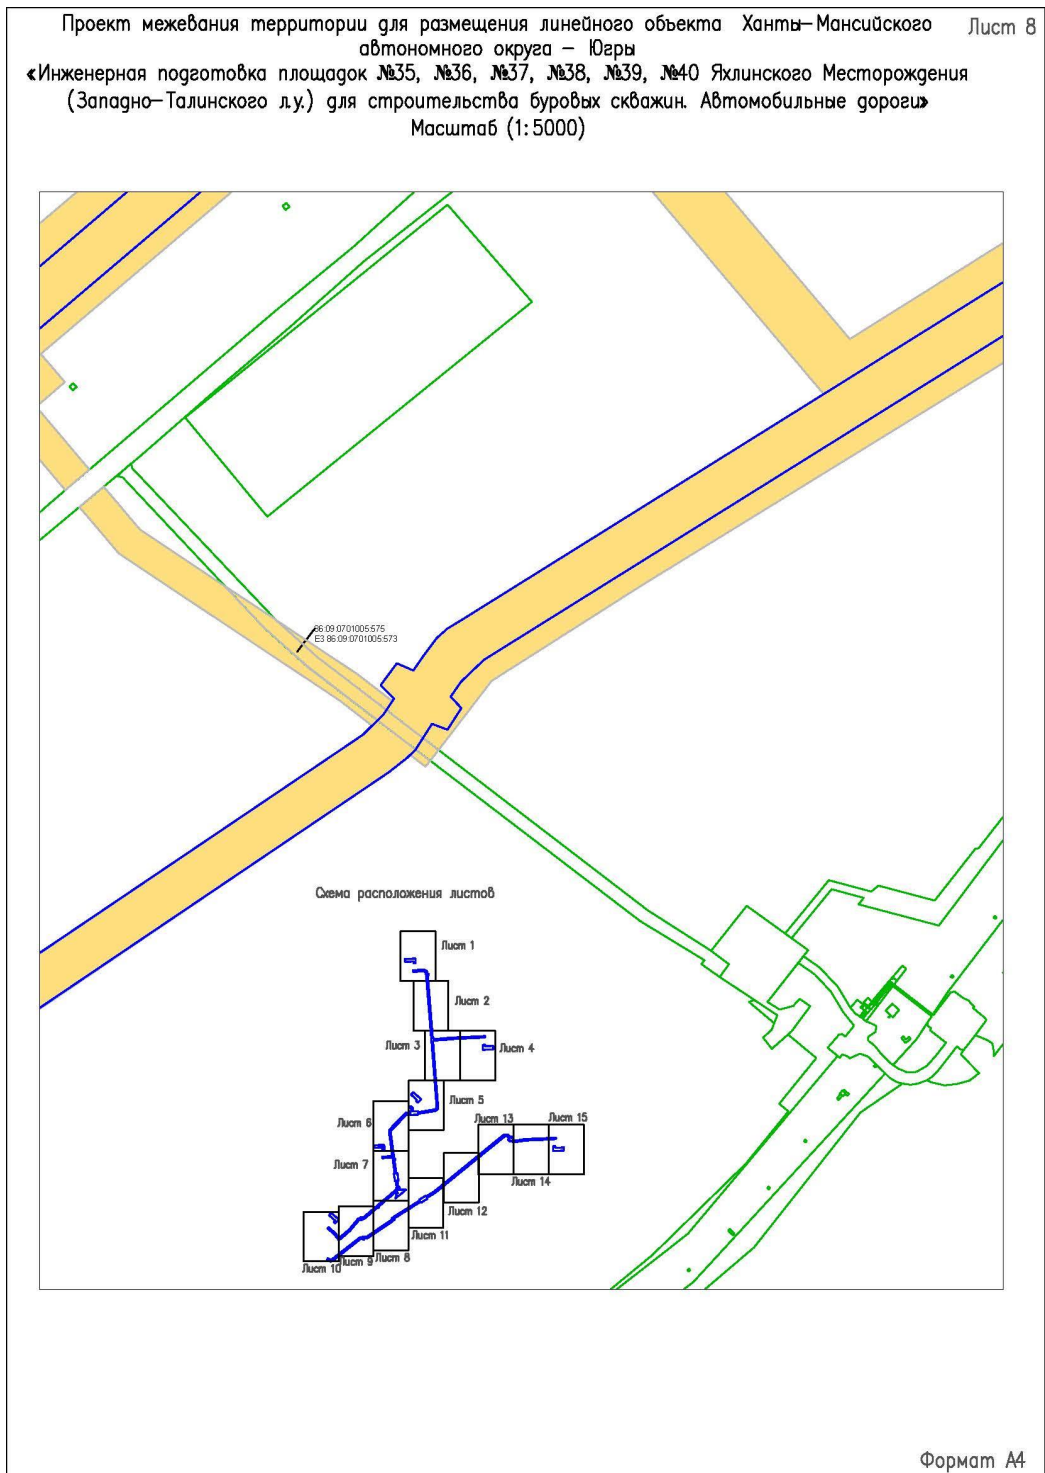 Проект межевания территории для размещения линейного объекта Ханты-Мансийского
Лист 8
автономного округа - Югры
«Инженерная подготовка площадок №35, №36, №37, №38, №39, №40 Яхлинского Месторождения
(Западно-Талинского л.у.) для строительства буровых скважин. Автомобильные дороги»
Масштаб (1:5000)
86:09:0701005:575
ЕЗ 86:09:0701005:573
Схема расположения листов
Лист 1
Лист 2
Лист 3
Лист 4
Лист 5
Лист 6
Лист 13
Лист 15
Лист 7
Лист 14
Лист 12
Лист 11
Лист 8
Лист 9
Лист 10
Формат А4